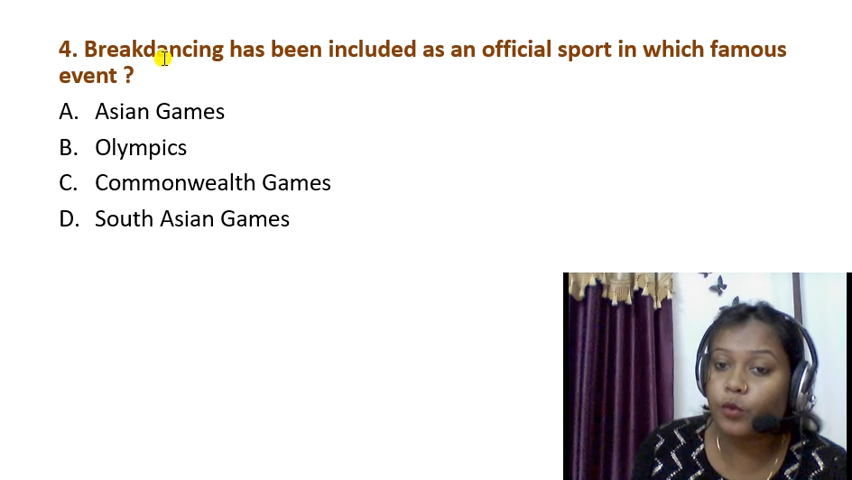 4. Breakdancing has been included as an official sport in which famous
event ?
A. Asian Games
B. Olympics
C. Commonwealth Games
D. South Asian Games